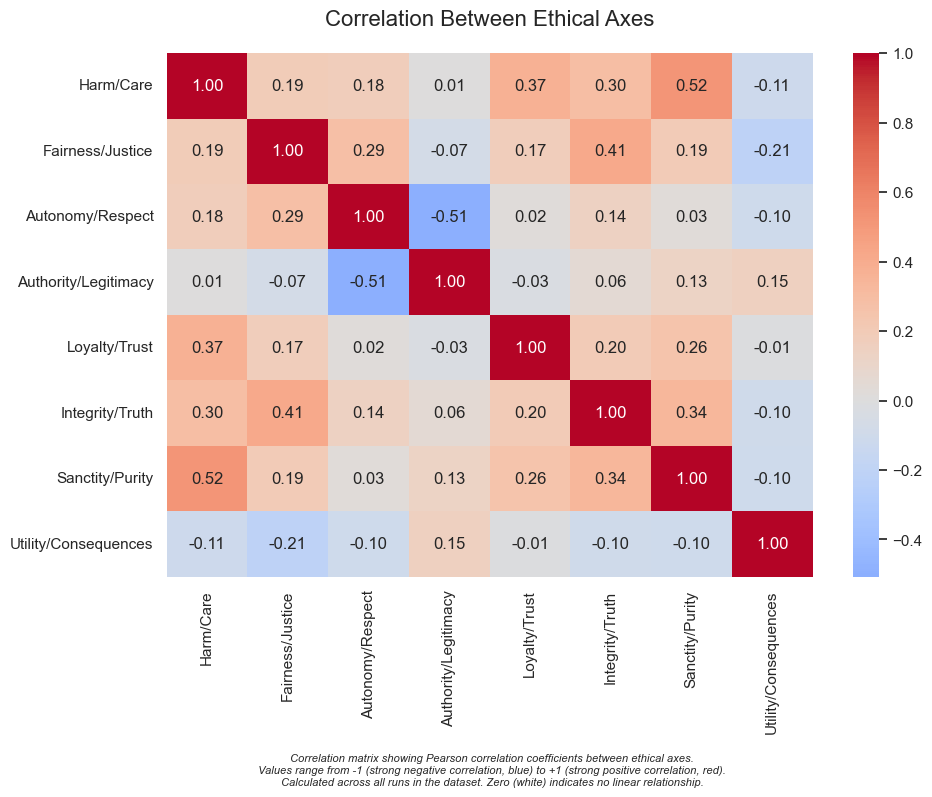 Correlation Between Ethical Axes
Harm/Care 1.00 0.19 0.18 0.01 0.37 0.30 0.52 -0.11
Fairness/Justice 0.19 1.00 0.29 -0.07 0.17 0.41 0.19 -0.21
Autonomy/Respect 0.18 0.29 1.00 -0.51 0.02 0.14 0.03 -0.10
Authority/Legitimacy 0.01 -0.07 -0.51 1.00 -0.03 0.06 0.13 0.15
Loyalty/Trust 0.37 0.17 0.02 -0.03 1.00 0.20 0.26 -0.01
Integrity/Truth 0.30 0.41 0.14 0.06 0.20 1.00 0.34 -0.10
Sanctity/Purity 0.52 0.19 0.03 0.13 0.26 0.34 1.00 -0.10
Utility/Consequences -0.11 -0.21 -0.10 0.15 -0.01 -0.10 -0.10 1.00
Harm/Care
Fairness/Justice
Autonomy/Respect
Authority/Legitimacy
Loyalty/Trust
Integrity/Truth
Sanctity/Purity
Utility/Consequences
1.0
0.8
0.6
0.4
0.2
0.0
−0.2
−0.4
Correlation matrix showing Pearson correlation coefficients between ethical axes.
Values range from -1 (strong negative correlation, blue) to +1 (strong positive correlation, red).
Calculated across all runs in the dataset. Zero (white) indicates no linear relationship.